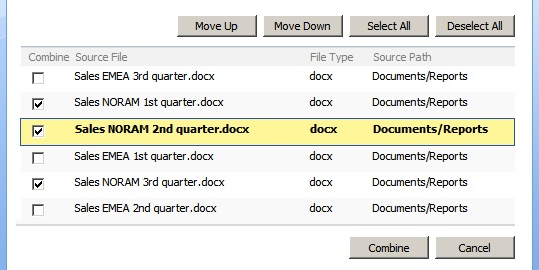 Move Up Move Down Select All Deselect All
Combine Source File File Type Source Path
Sales EMEA 3rd quarter.docx docx Documents/Reports
Sales NORAM 1st quarter.docx docx Documents/Reports
Sales NORAM 2nd quarter.docx docx Documents/Reports
Sales EMEA 1st quarter.docx docx Documents/Reports
Sales NORAM 3rd quarter.docx docx Documents/Reports
Sales EMEA 2nd quarter.docx docx Documents/Reports
Combine Cancel